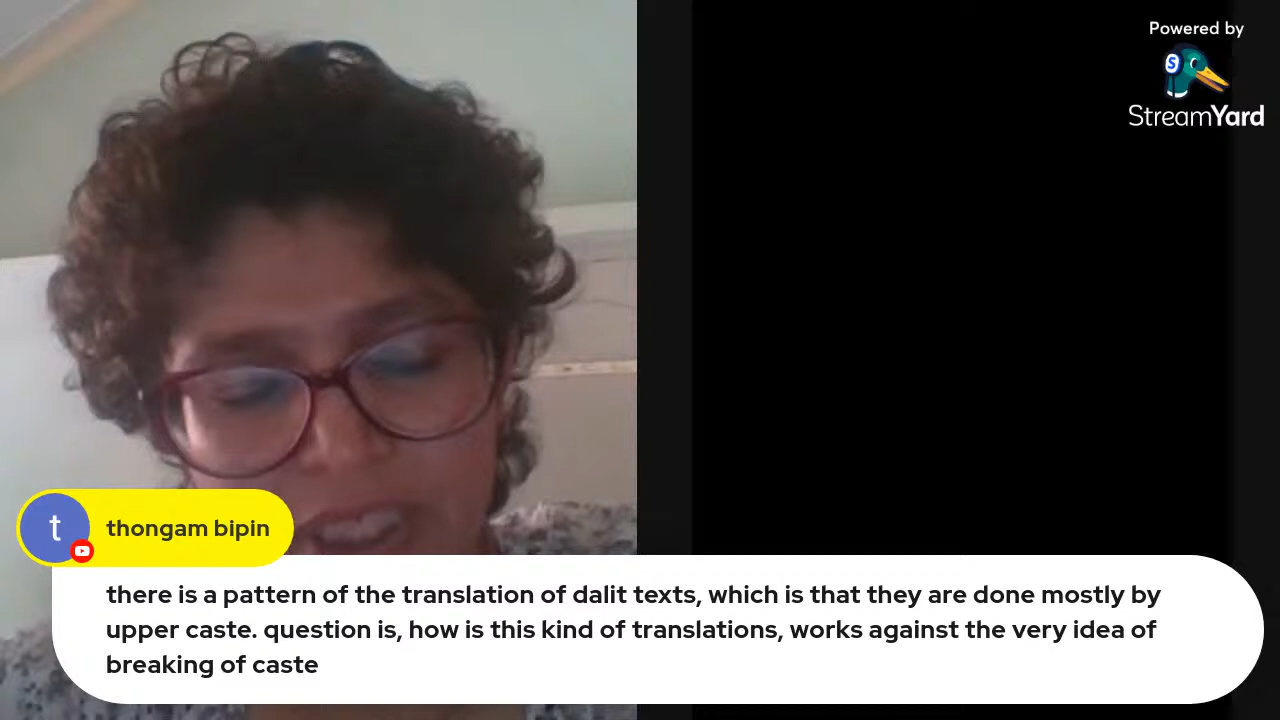 Powered by
S
StreamYard
t
thongam bipin
there is a pattern of the translation of dalit texts, which is that they are done mostly by
upper caste. question is, how is this kind of translations, works against the very idea of
breaking of caste